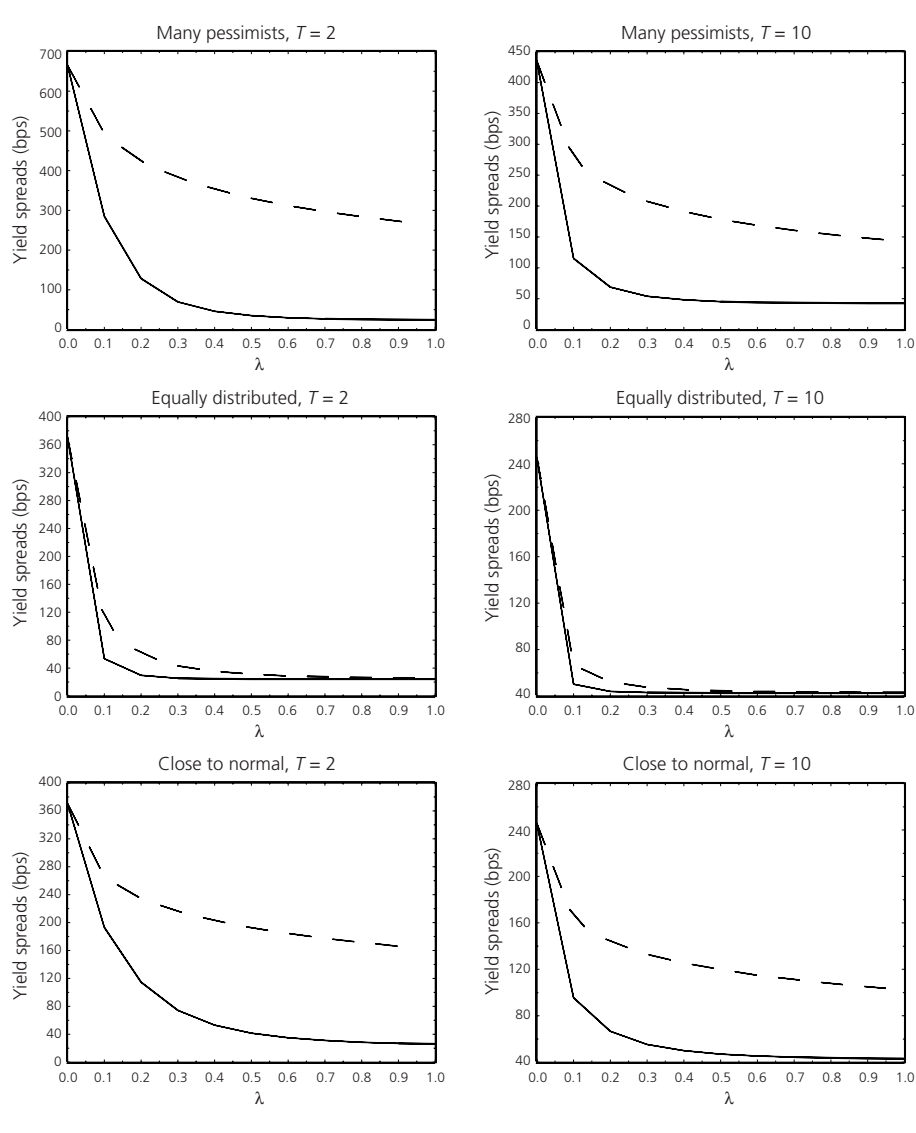 Many pessimists, T = 2
Yield spreads (bps)
700
600
500
400
300
200
100
0
0.0 0.1 0.2 0.3 0.4 0.5 0.6 0.7 0.8 0.9 1.0
λ
Many pessimists, T = 10
Yield spreads (bps)
450
400
350
300
250
200
150
100
50
0
0.0 0.1 0.2 0.3 0.4 0.5 0.6 0.7 0.8 0.9 1.0
λ
Equally distributed, T = 2
Yield spreads (bps)
400
360
320
280
240
200
160
120
80
40
0
0.0 0.1 0.2 0.3 0.4 0.5 0.6 0.7 0.8 0.9 1.0
λ
Equally distributed, T = 10
Yield spreads (bps)
280
240
200
160
120
80
40
0.0 0.1 0.2 0.3 0.4 0.5 0.6 0.7 0.8 0.9 1.0
λ
Close to normal, T = 2
Yield spreads (bps)
400
360
320
280
240
200
160
120
80
40
0
0.0 0.1 0.2 0.3 0.4 0.5 0.6 0.7 0.8 0.9 1.0
λ
Close to normal, T = 10
Yield spreads (bps)
280
240
200
160
120
80
40
0.0 0.1 0.2 0.3 0.4 0.5 0.6 0.7 0.8 0.9 1.0
λ